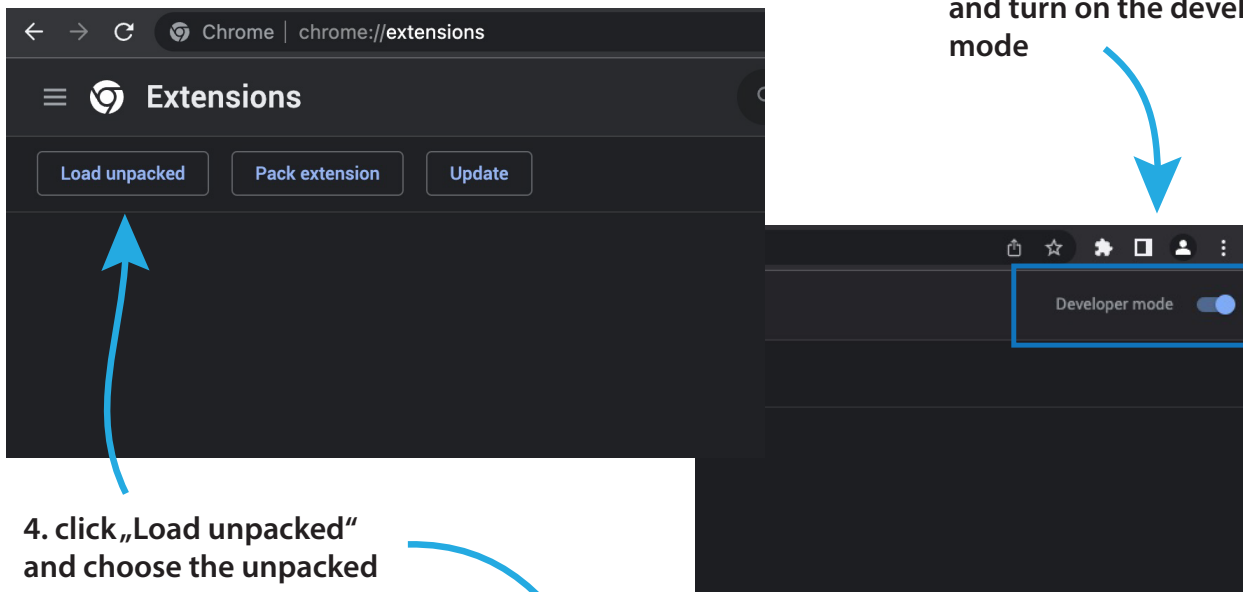 and turn on the devel
mode
Chrome | chrome://extensions
Extensions
Load unpacked
Pack extension
Update
Developer mode
4. click „Load unpacked“
and choose the unpacked